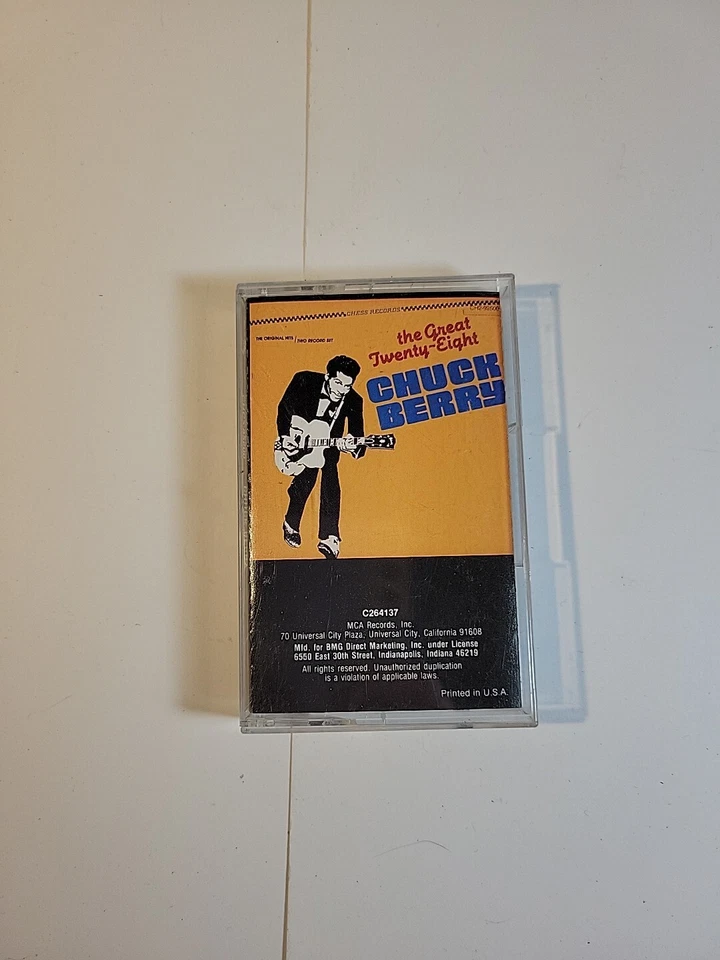 CHESS RECORDS
THE ORIGINAL HITS / TWO RECORD SET
the Great
Twenty-Eight
CHUCK
BERRY
C264137
MCA Records, Inc.
70 Universal City Plaza, Universal City, California 91608
Mfd. for BMG Direct Marketing, Inc. under License
6550 East 30th Street, Indianapolis, Indiana 46219
All rights reserved. Unauthorized duplication
is a violation of applicable laws.
Printed in U.S.A.